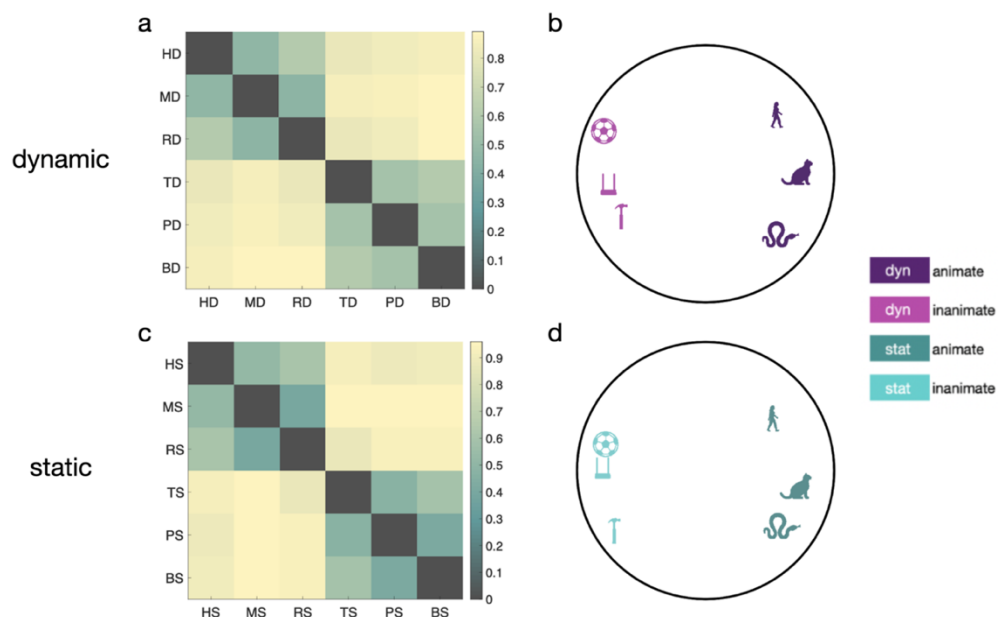 a
b
dynamic
HD
MD
RD
TD
PD
BD
HD MD RD TD PD BD
0.8
0.7
0.6
0.5
0.4
0.3
0.2
0.1
0
dyn animate
dyn inanimate
stat animate
stat inanimate
c
d
static
HS
MS
RS
TS
PS
BS
HS MS RS TS PS BS
0.9
0.8
0.7
0.6
0.5
0.4
0.3
0.2
0.1
0